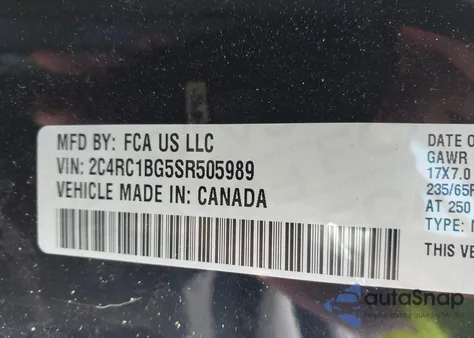 MFD BY: FCA US LLC
VIN: 2C4RC1BG5SR505989
VEHICLE MADE IN: CANADA
DATE O
GAWR
17X7.0
235/65R
AT 250
TYPE:
THIS VE
autaSnap